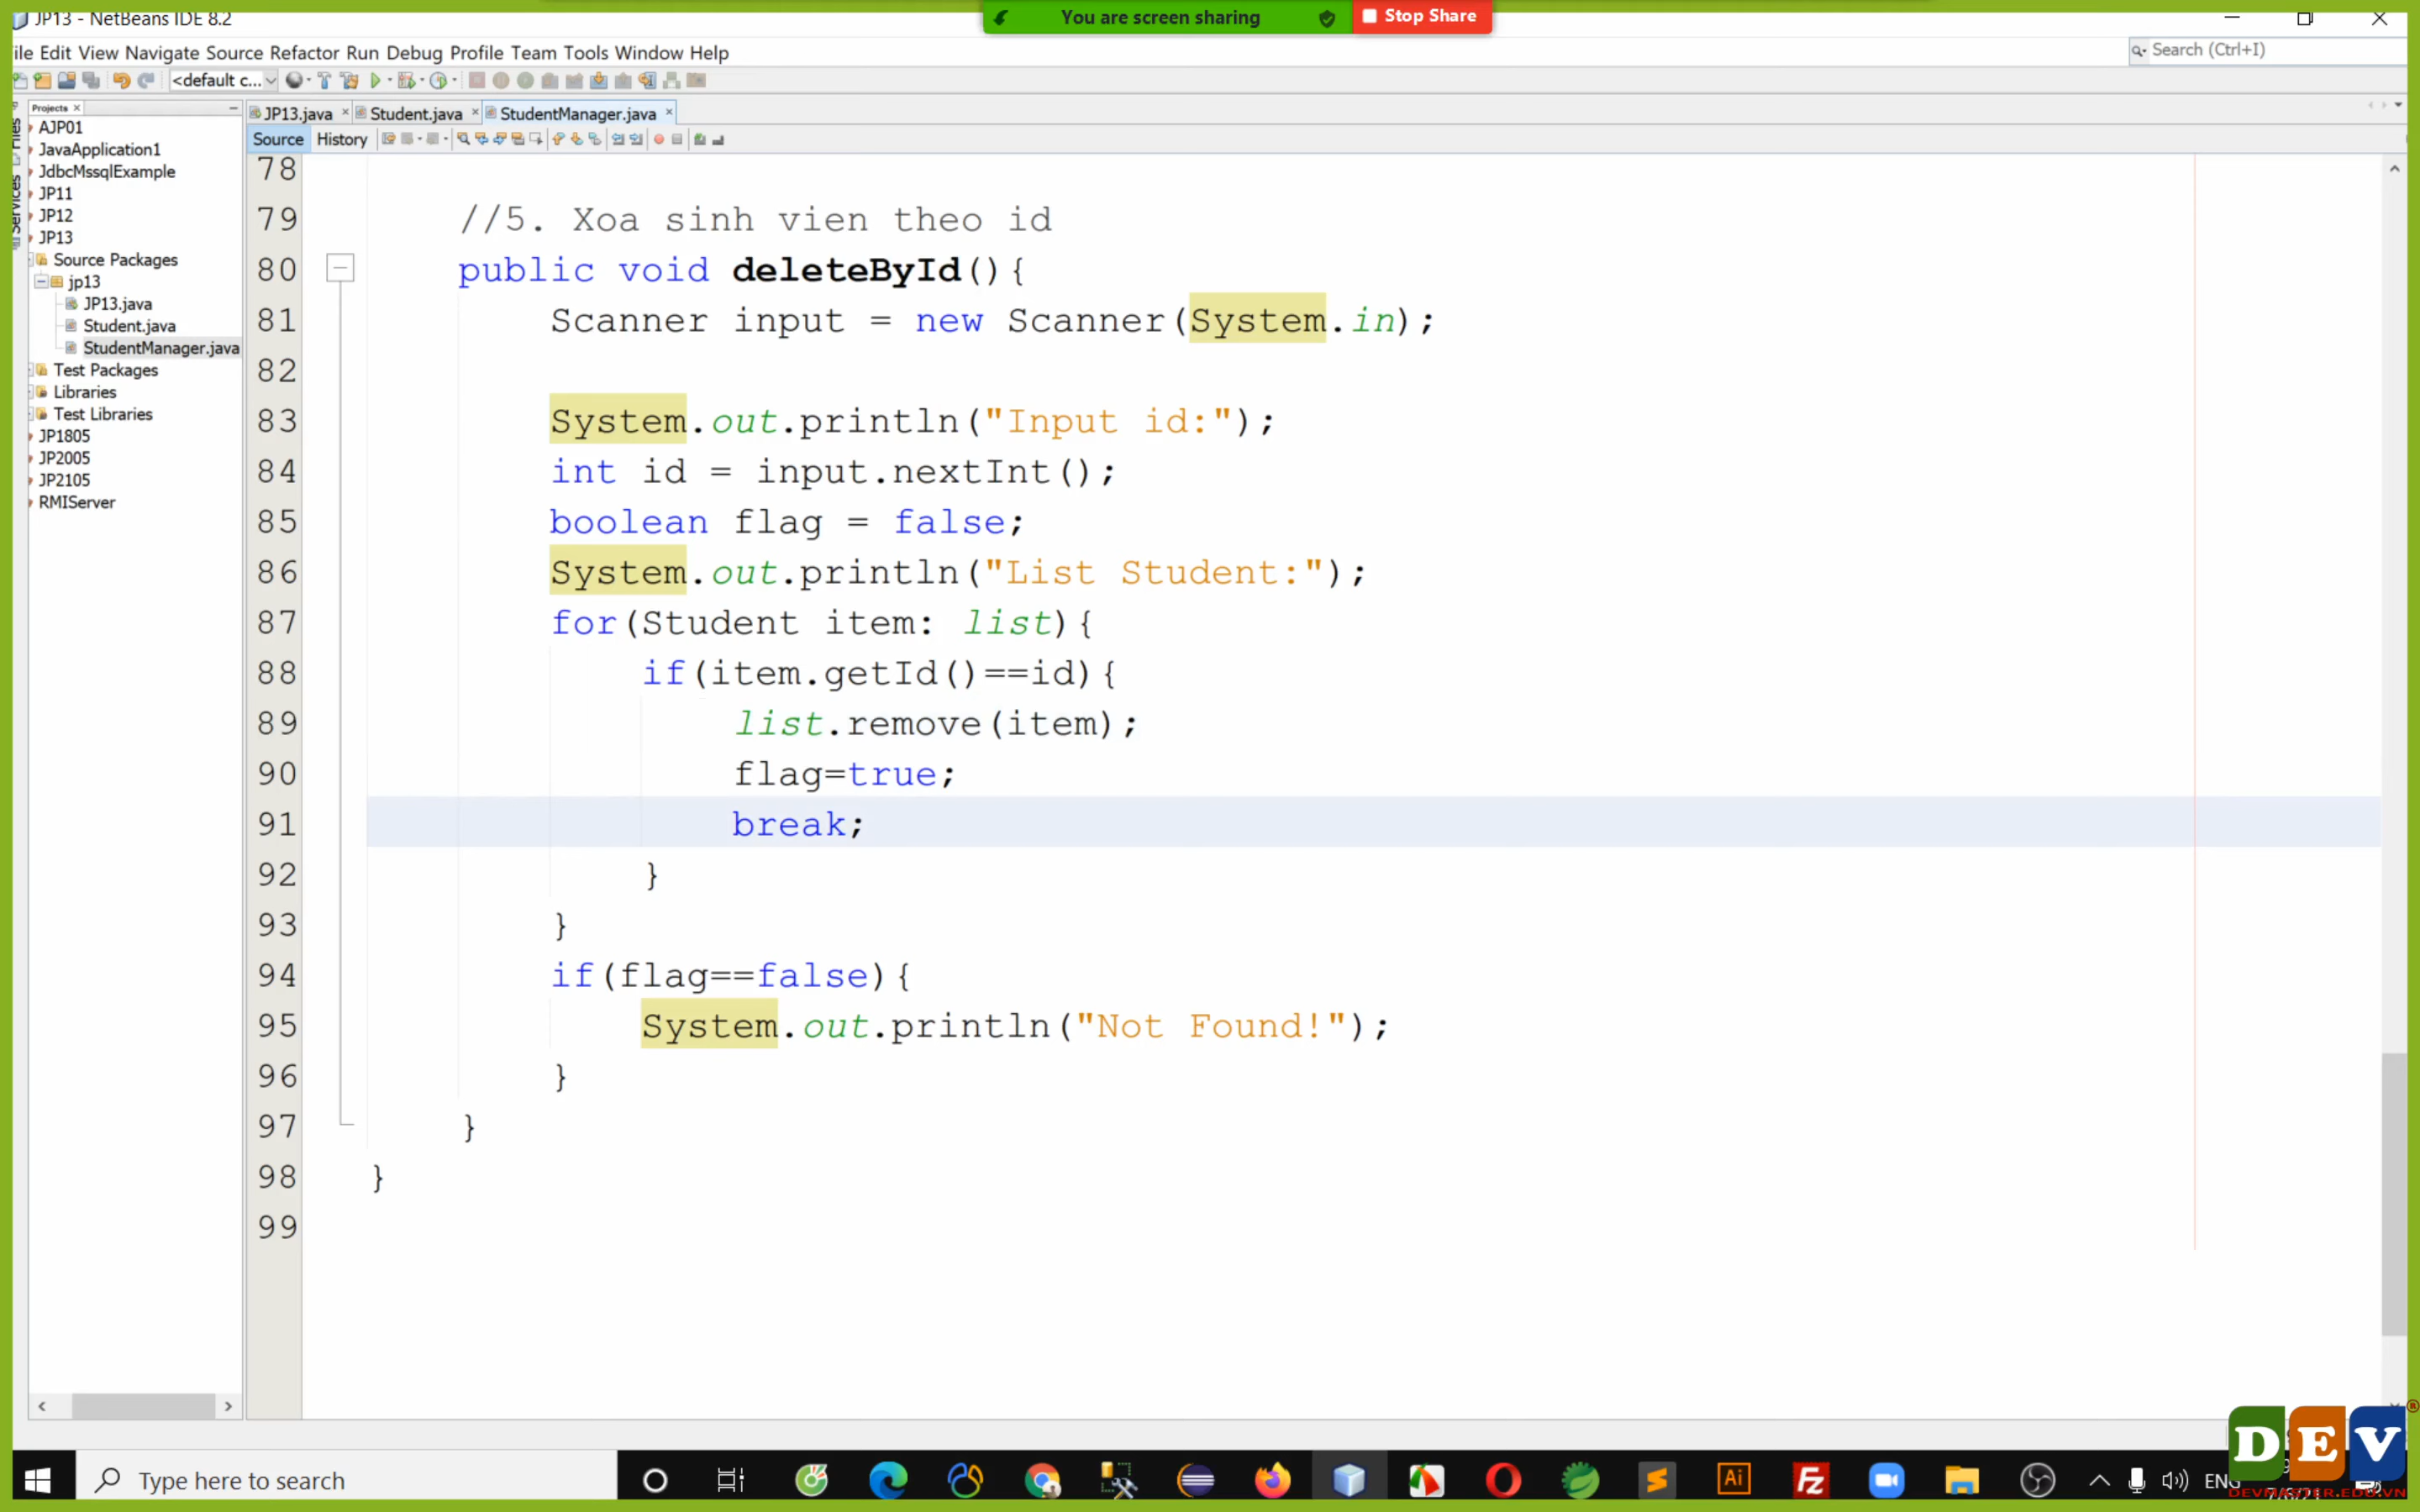 JP13 - NetBeans IDE 8.2
You are screen sharing
Stop Share
ile Edit View Navigate Source Refactor Run Debug Profile Team Tools Window Help
Search (Ctrl+I)
<default c...
Projects
JP13.java
Student.java
StudentManager.java
Files
Services
Source
History
AJP01
JavaApplication1
JdbcMssqlExample
JP11
JP12
JP13
Source Packages
jp13
JP13.java
Student.java
StudentManager.java
Test Packages
Libraries
Test Libraries
JP1805
JP2005
JP2105
RMIServer
78
79 //5. Xoa sinh vien theo id
80 public void deleteById(){
81 Scanner input = new Scanner(System.in);
82
83 System.out.println("Input id:");
84 int id = input.nextInt();
85 boolean flag = false;
86 System.out.println("List Student:");
87 for(Student item: list){
88 if(item.getId()==id){
89 list.remove(item);
90 flag=true;
91 break;
92 }
93 }
94 if(flag==false){
95 System.out.println("Not Found!");
96 }
97 }
98 }
99
Type here to search
Ai
Fz
ENG
DEV
®
DEVMASTER.EDU.VN